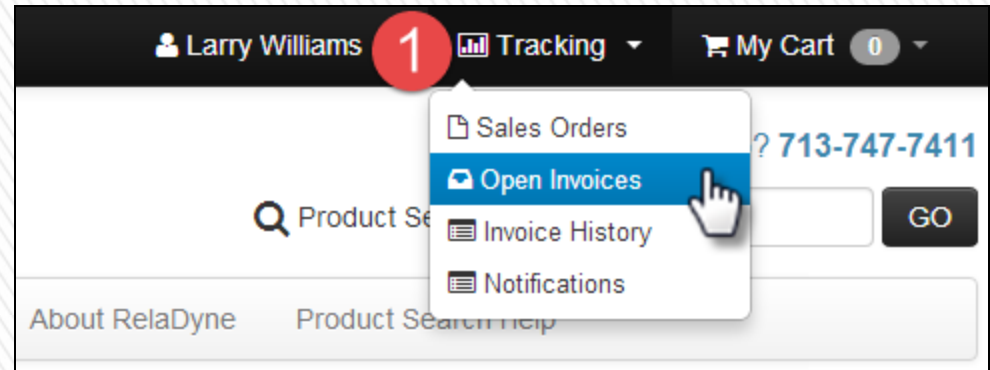 Larry Williams 1 Tracking My Cart 0
Sales Orders
? 713-747-7411
Open Invoices
Product Se GO
Invoice History
Notifications
About RelaDyne Product Search Help